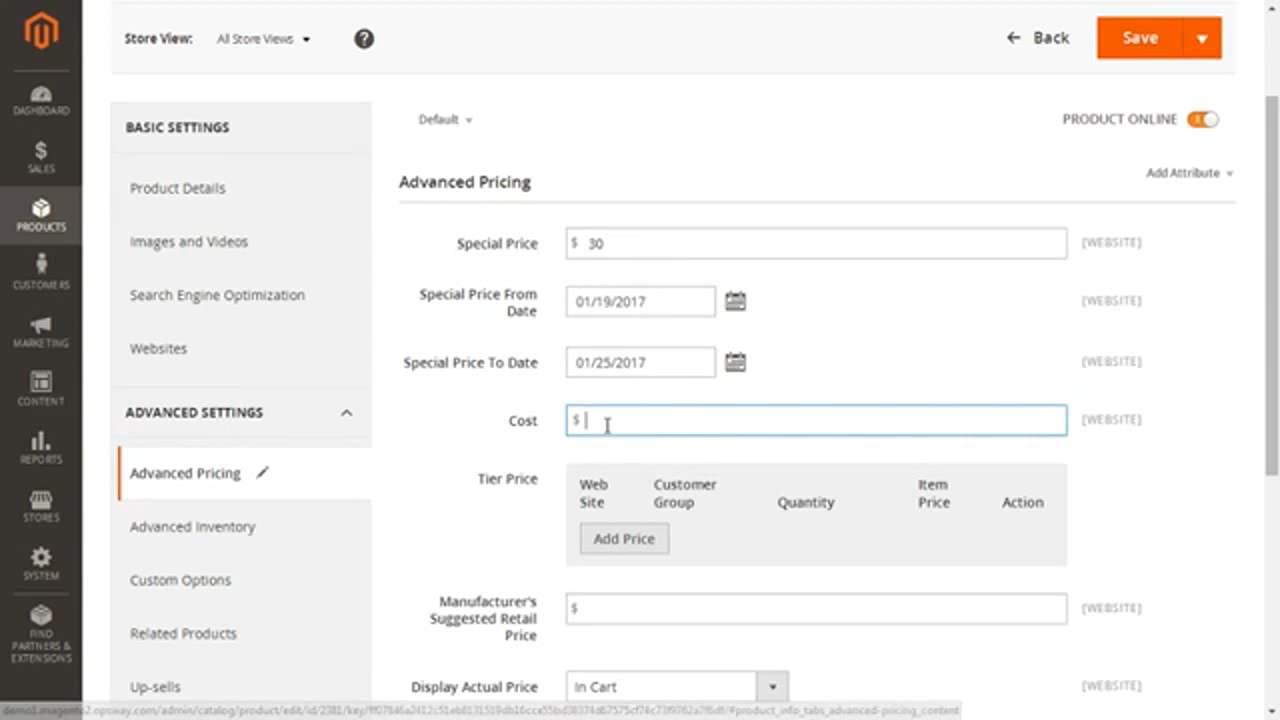 Store View: All Store Views ?
Back
Save
DASHBOARD
SALES
PRODUCTS
CUSTOMERS
MARKETING
CONTENT
REPORTS
STORES
SYSTEM
FIND
PARTNERS &
EXTENSIONS
BASIC SETTINGS
Product Details
Images and Videos
Search Engine Optimization
Websites
ADVANCED SETTINGS
Advanced Pricing
Advanced Inventory
Custom Options
Related Products
Up-sells
Default
PRODUCT ONLINE
Add Attribute
Advanced Pricing
Special Price $ 30 [WEBSITE]
Special Price From
Date
01/19/2017 [WEBSITE]
Special Price To Date 01/25/2017 [WEBSITE]
Cost $ [WEBSITE]
Tier Price
Web
Site
Customer
Group
Quantity
Item
Price
Action
Add Price
Manufacturer's
Suggested Retail
Price
$ [WEBSITE]
Display Actual Price In Cart [WEBSITE]